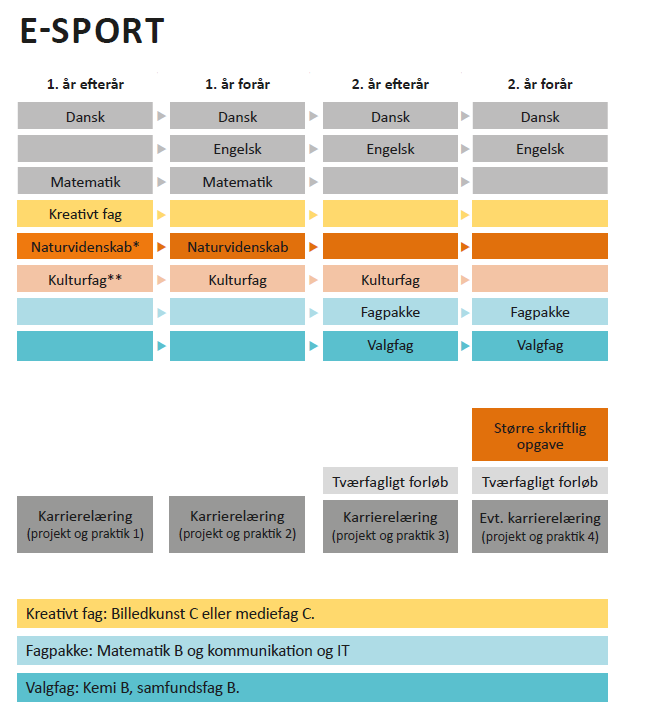 E-SPORT
1. år efterår 1. år forår 2. år efterår 2. år forår
Dansk Dansk Dansk Dansk
Engelsk Engelsk Engelsk
Matematik Matematik
Kreativt fag
Naturvidenskab* Naturvidenskab
Kulturfag** Kulturfag Kulturfag
Fagpakke Fagpakke
Valgfag Valgfag
Større skriftlig
opgave
Tværfagligt forløb Tværfagligt forløb
Karrierelæring Karrierelæring Karrierelæring Evt. karrierelæring
(projekt og praktik 1) (projekt og praktik 2) (projekt og praktik 3) (projekt og praktik 4)
Kreativt fag: Billedkunst C eller mediefag C.
Fagpakke: Matematik B og kommunikation og IT
Valgfag: Kemi B, samfundsfag B.